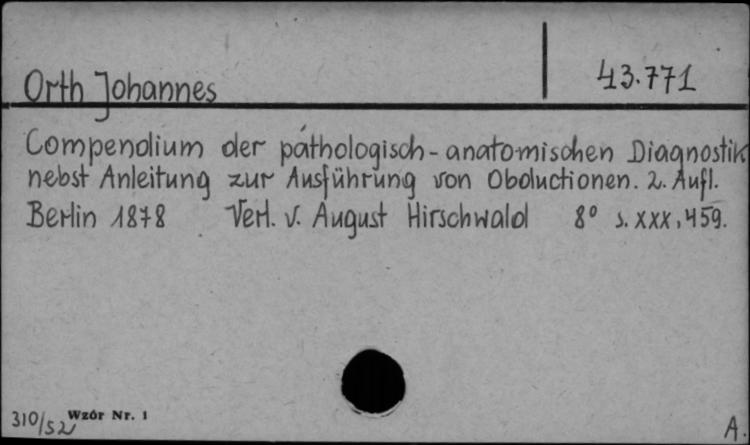 Orth Johannes
43.771
Compendium der páthologisch-anatomischen Diagnostik
nebst Anleitung zur Ausführung von Obductionen. 2. Aufl.
Berlin 1878 Verl. v. August Hirschwald 8° s. XXX, 459.
310/52 Wzór Nr. 1
A.